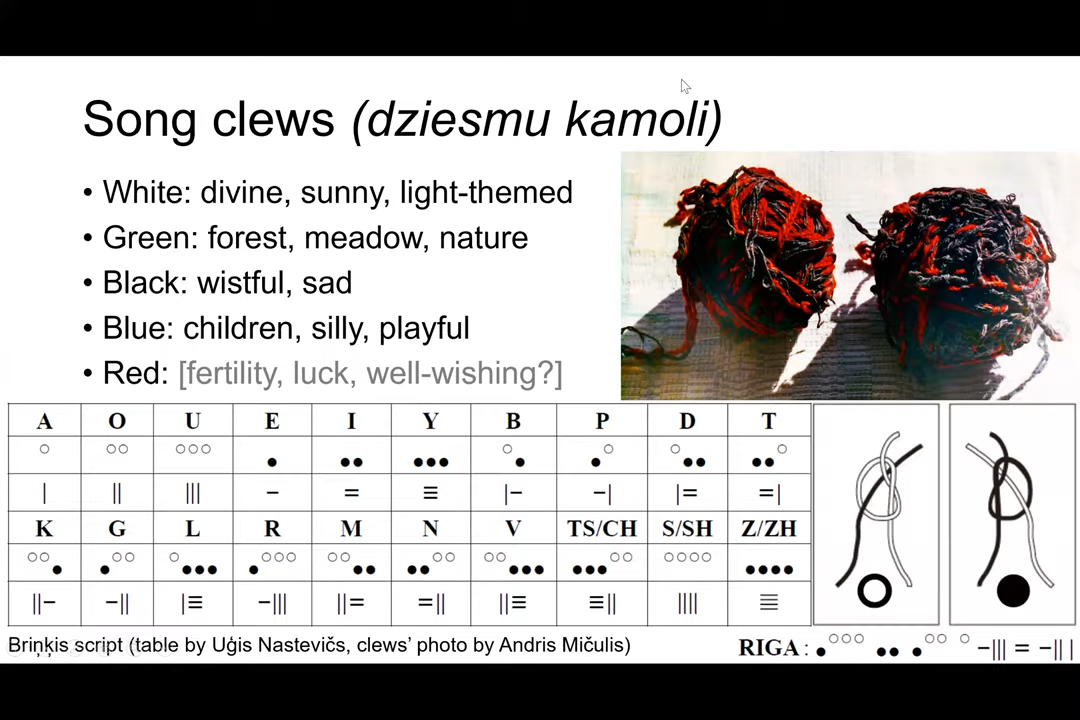 Song clews (dziesmu kamoli)
• White: divine, sunny, light-themed
• Green: forest, meadow, nature
• Black: wistful, sad
• Blue: children, silly, playful
• Red: [fertility, luck, well-wishing?]
A O U E I Y B P D T
○ ○○ ○○○ ● ●● ●●● ○● ●○ ○●● ●●○
| || ||| − = ≡ |− −| |= =|
K G L R M N V TS/CH S/SH Z/ZH
○○● ●○○ ○●●● ●○○○ ○○●● ●●○○ ○○●●● ●●●○○ ○○○○ ●●●●
||− −|| |≡ −||| ||= =|| ||≡ ≡|| |||| 𝌆
Briņķis script (table by Uģis Nastevičs, clews’ photo by Andris Mičulis)
RIGA : ●○○○ ●● ●○○ ○ −||| = −|| |